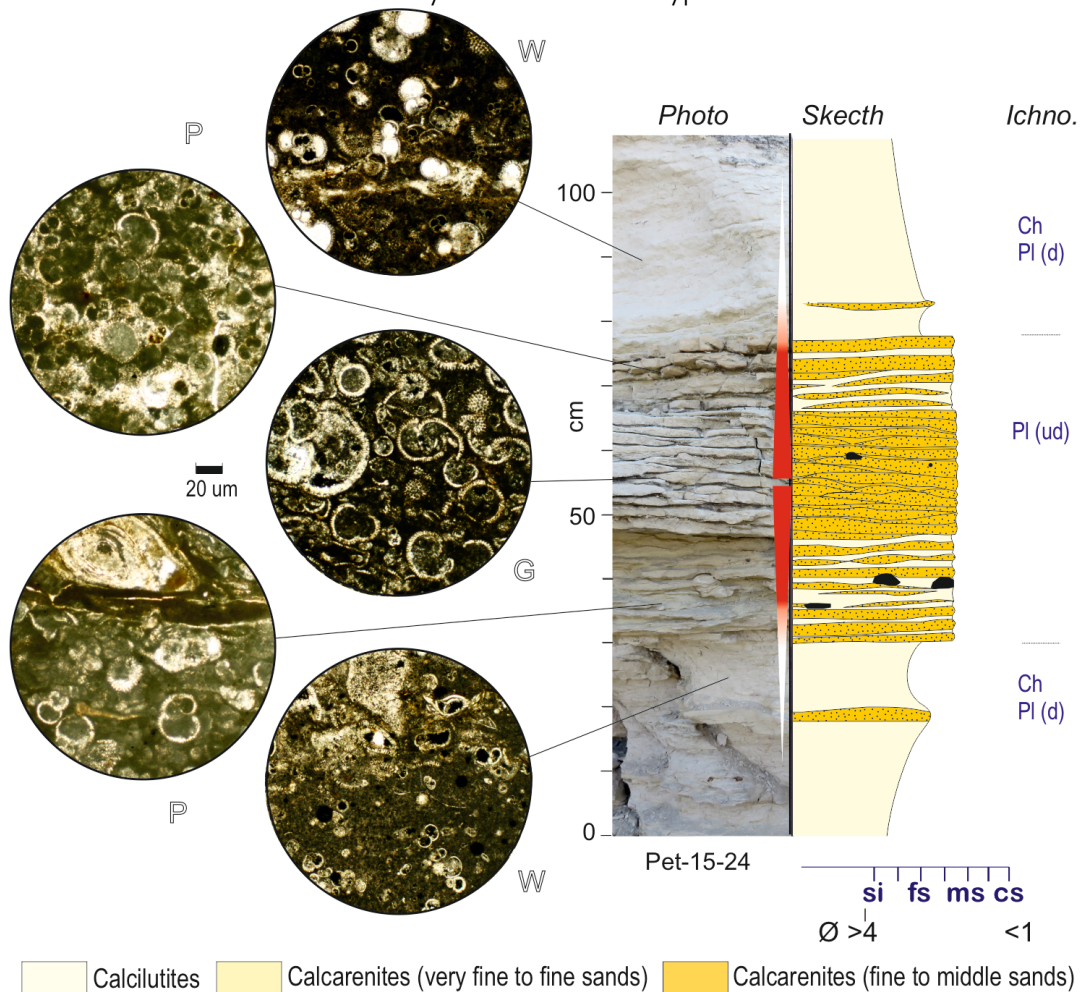 W
P
Photo
Skecth
Ichno.
100
Ch
Pl (d)
cm
Pl (ud)
20 um
50
G
Ch
Pl (d)
P
0
W
Pet-15-24
si fs ms cs
Ø >4 <1
Calcilutites
Calcarenites (very fine to fine sands)
Calcarenites (fine to middle sands)